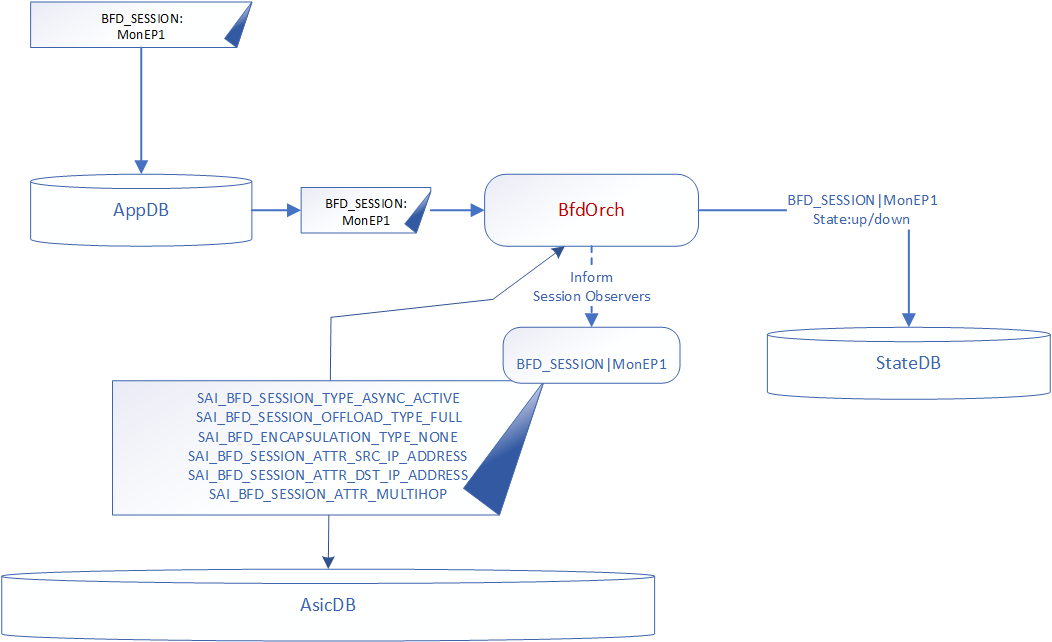 BFD_SESSION:
MonEP1
AppDB
BFD_SESSION:
MonEP1
BfdOrch
BFD_SESSION|MonEP1
State:up/down
Inform
Session Observers
BFD_SESSION|MonEP1
StateDB
SAI_BFD_SESSION_TYPE_ASYNC_ACTIVE
SAI_BFD_SESSION_OFFLOAD_TYPE_FULL
SAI_BFD_ENCAPSULATION_TYPE_NONE
SAI_BFD_SESSION_ATTR_SRC_IP_ADDRESS
SAI_BFD_SESSION_ATTR_DST_IP_ADDRESS
SAI_BFD_SESSION_ATTR_MULTIHOP
AsicDB